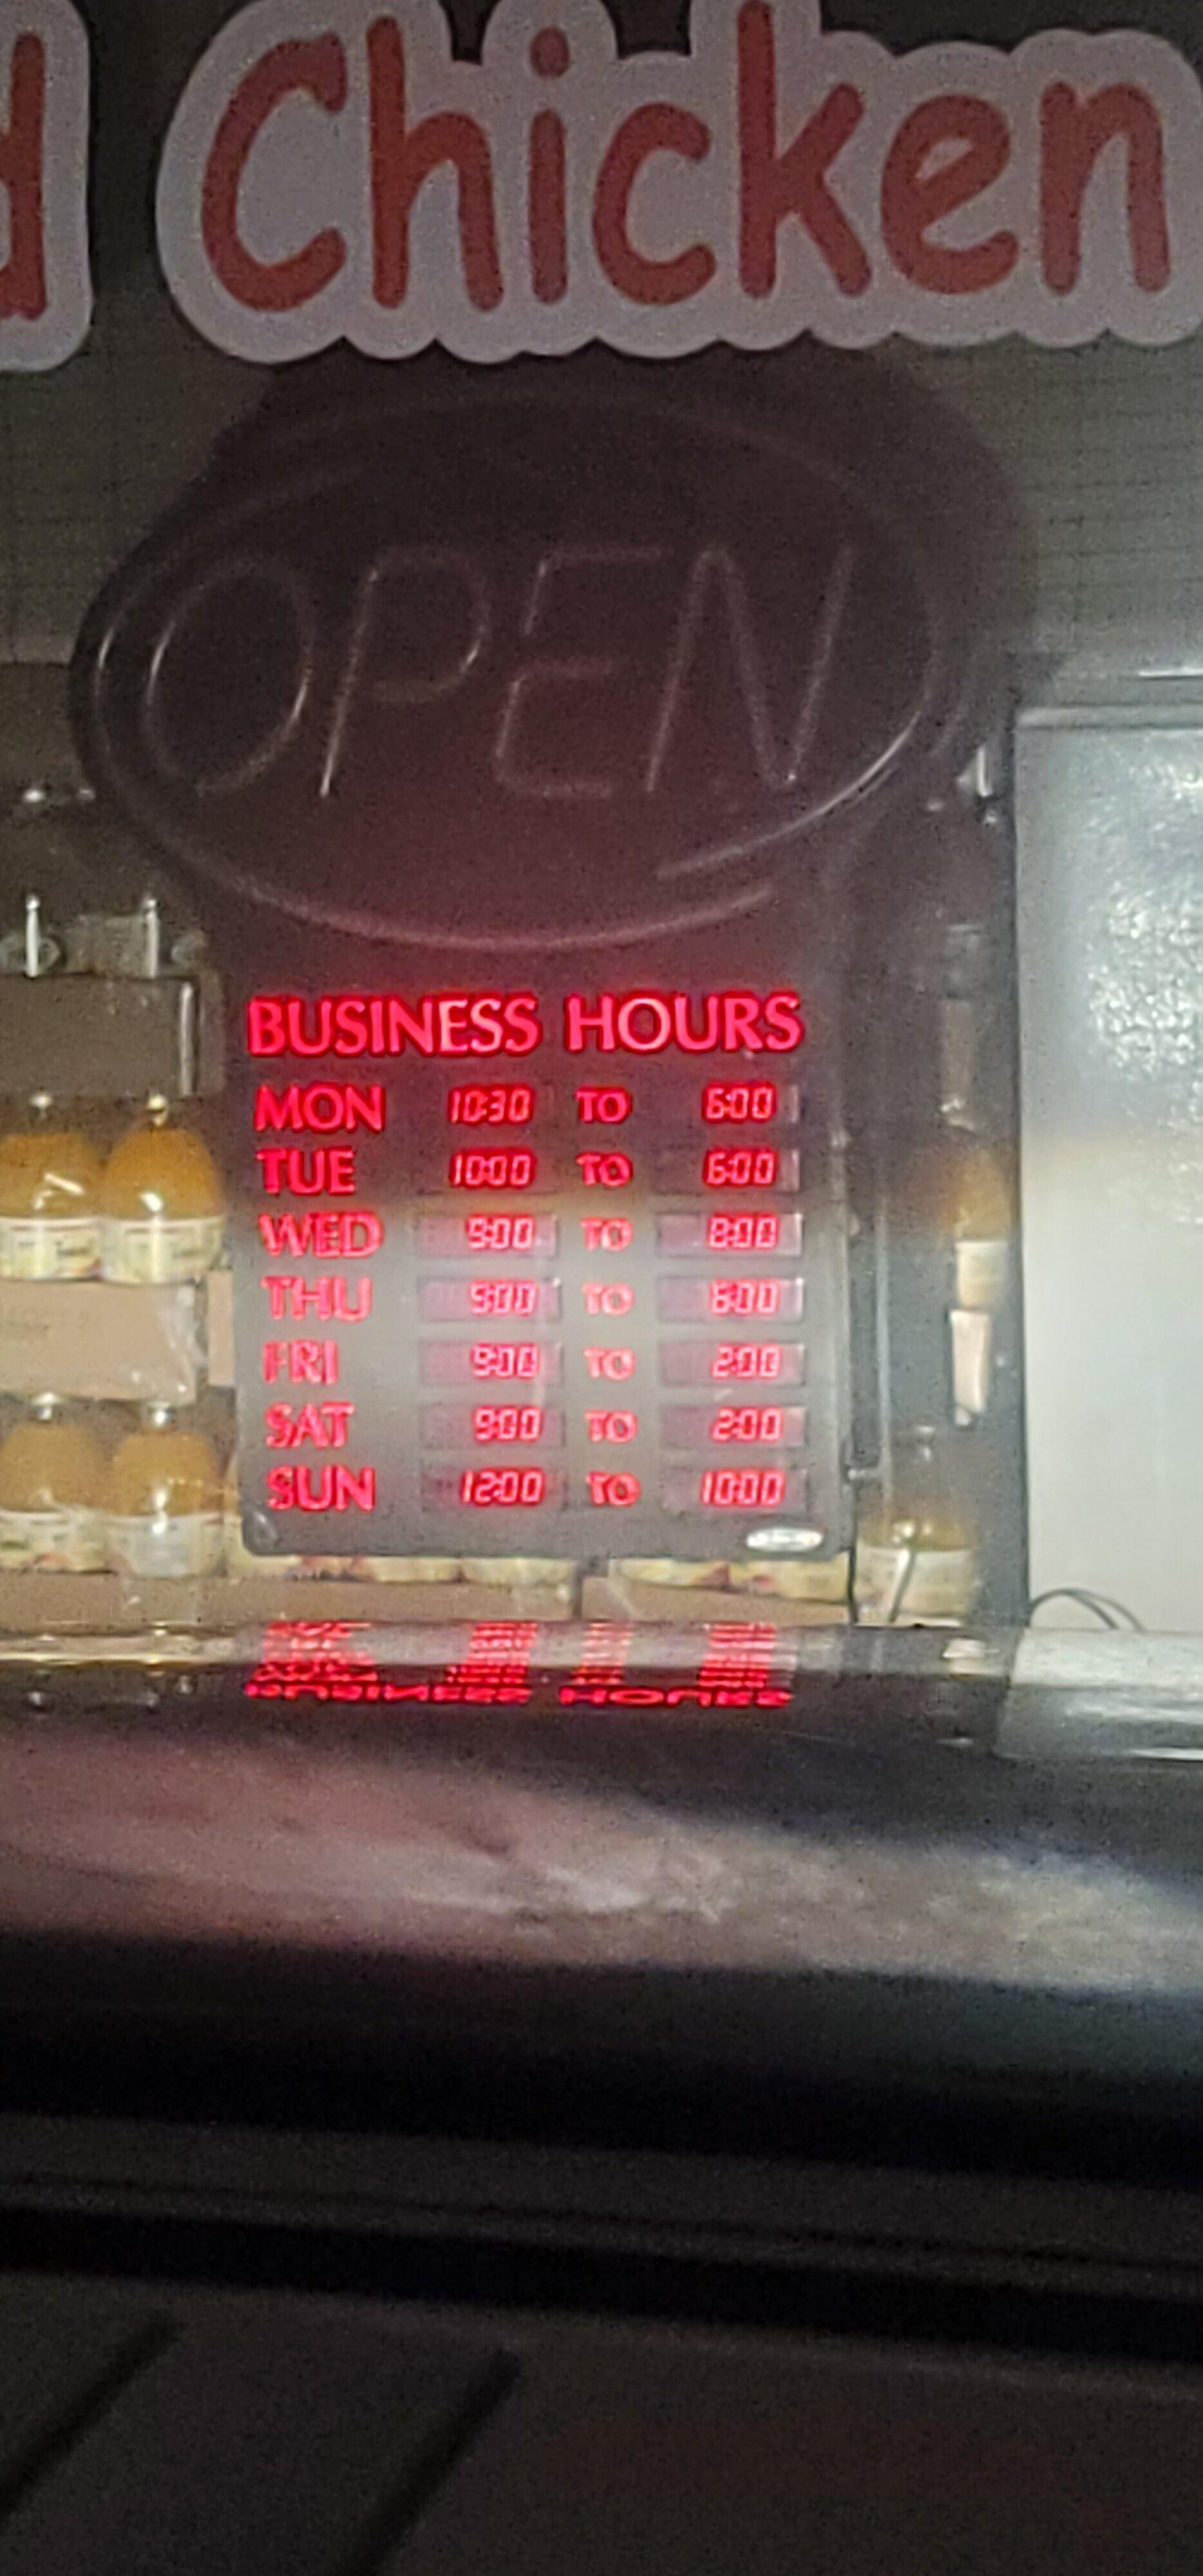 d Chicken
OPEN
BUSINESS HOURS
MON 10:30 TO 6:00
TUE 10:00 TO 6:00
WED 9:00 TO 8:00
THU 9:00 TO
FRI 9:00 TO 2:00
SAT 9:00 TO 2:00
SUN 12:00 TO 10:00